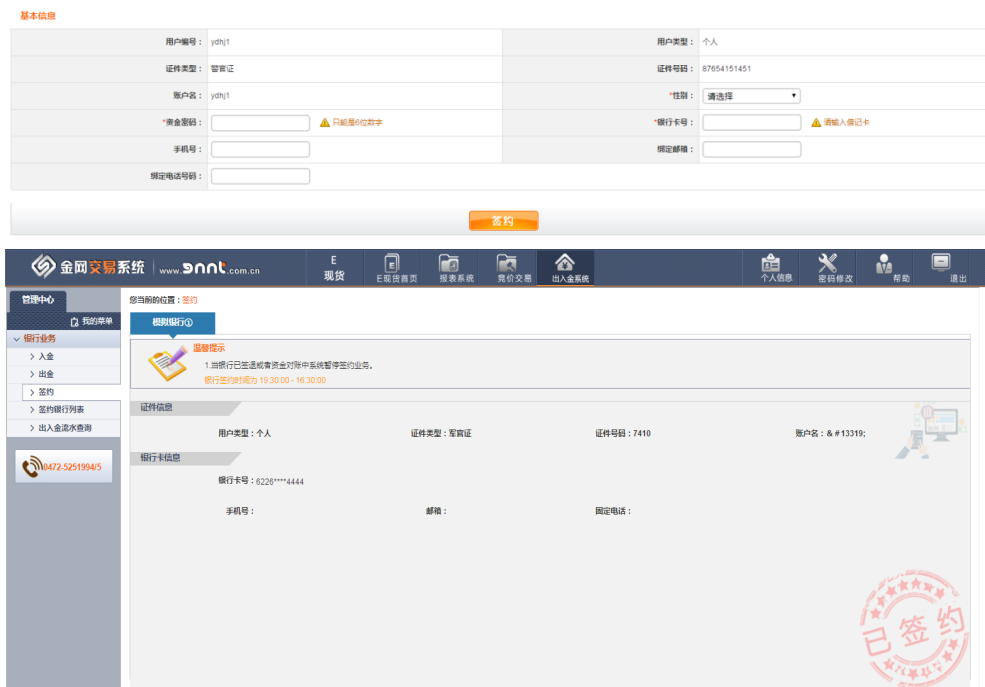 基本信息
用户编号： ydhj1 用户类型： 个人
证件类型： 警官证 证件号码： 87654151451
账户名： ydhj1 *性别： 请选择
*资金密码： 只能是6位数字 *银行卡号： 请输入借记卡
手机号： 绑定邮箱：
绑定电话号码：
签约
金网交易系统 www.DNNT.com.cn
E
现货
E现货首页 报表系统 竞价交易 出入金系统 个人信息 密码修改 帮助 退出
管理中心
我的菜单
银行业务
入金
出金
签约
签约银行列表
出入金流水查询
0472-5251994/5
您当前的位置：签约
模拟银行①
温馨提示
1.当银行已签退或者资金对账中系统暂停签约业务。
银行签约时间为 19:30:00 - 16:30:00
证件信息
用户类型：个人 证件类型：军官证 证件号码：7410 账户名：&#13319;
银行卡信息
银行卡号：6226****4444
手机号： 邮箱： 固定电话：
已签约